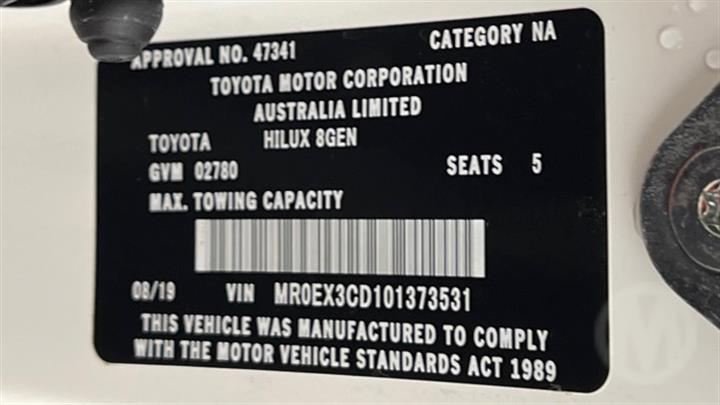 APPROVAL NO. 47341 CATEGORY NA
TOYOTA MOTOR CORPORATION
AUSTRALIA LIMITED
TOYOTA HILUX 8GEN
GVM 02780 SEATS 5
MAX. TOWING CAPACITY
08/19 VIN MR0EX3CD101373531
THIS VEHICLE WAS MANUFACTURED TO COMPLY
WITH THE MOTOR VEHICLE STANDARDS ACT 1989
M